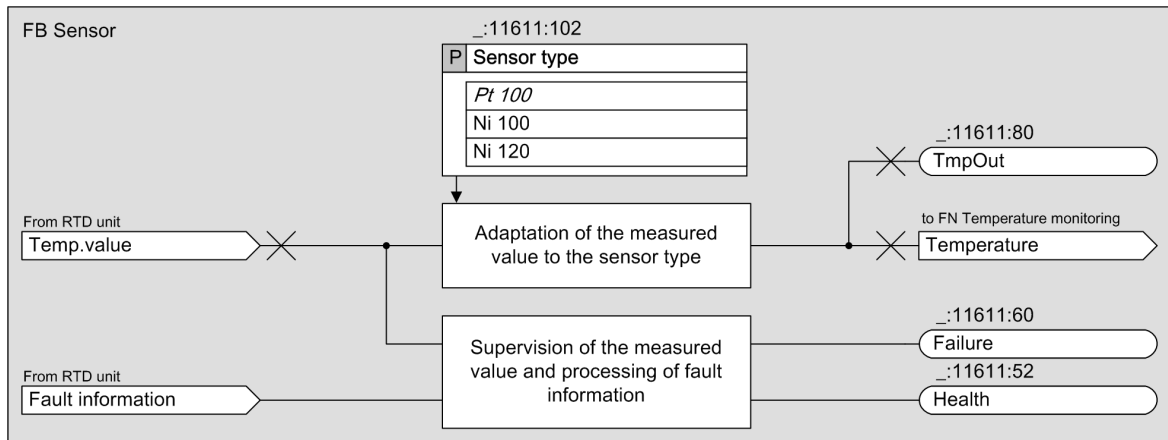 FB Sensor
_:11611:102
P Sensor type
Pt 100
Ni 100
Ni 120
_:11611:80
TmpOut
From RTD unit
Temp.value
Adaptation of the measured
value to the sensor type
to FN Temperature monitoring
Temperature
_:11611:60
Failure
Supervision of the measured
value and processing of fault
information
From RTD unit
Fault information
_:11611:52
Health